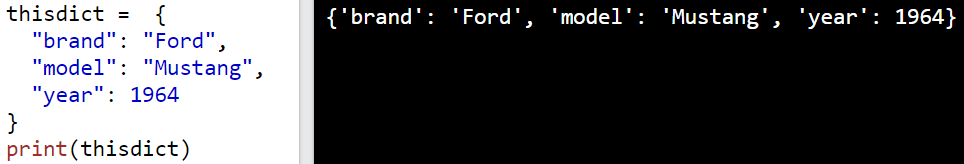 thisdict =  {
  "brand": "Ford",
  "model": "Mustang",
  "year": 1964
}
print(thisdict)
{'brand': 'Ford', 'model': 'Mustang', 'year': 1964}